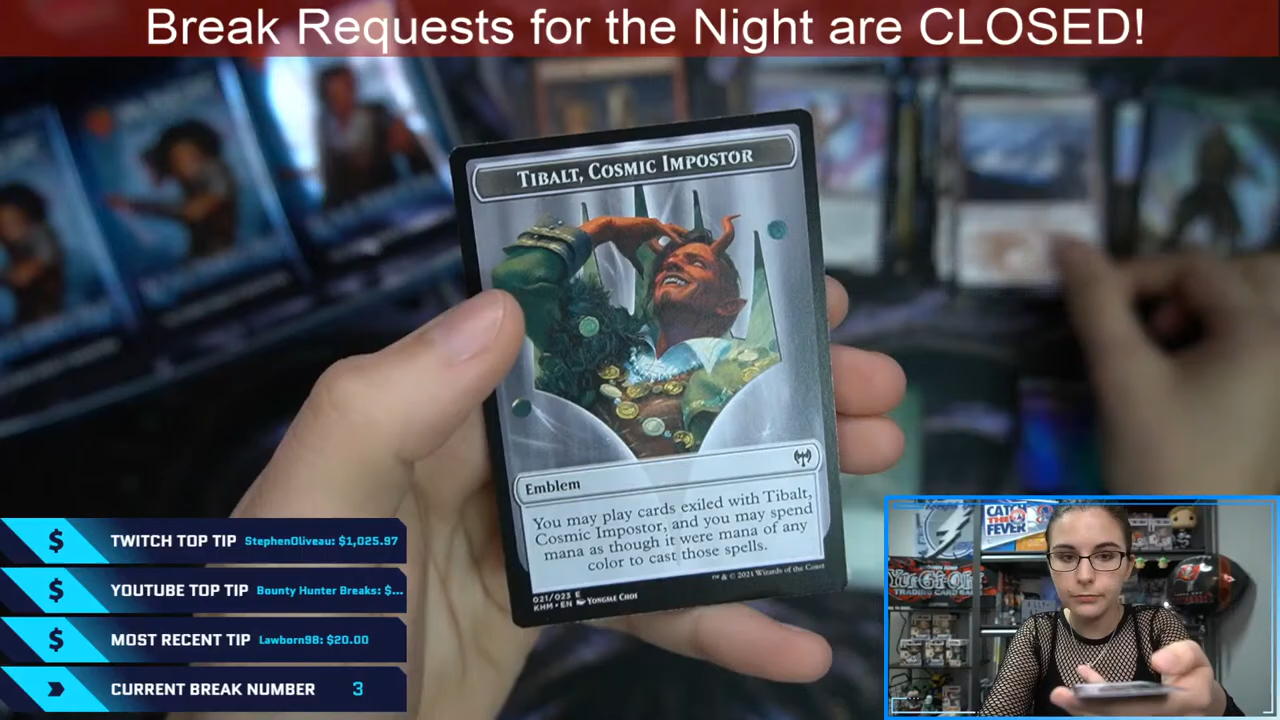 Break Requests for the Night are CLOSED!
TIBALT, COSMIC IMPOSTOR
Emblem
You may play cards exiled with Tibalt,
Cosmic Impostor, and you may spend
mana as though it were mana of any
color to cast those spells.
021/023 E
KHM • EN YONGJAE CHOI
™ & © 2021 Wizards of the Coast
$ TWITCH TOP TIP StephenOliveau: $1,025.97
$ YOUTUBE TOP TIP Bounty Hunter Breaks: $...
$ MOST RECENT TIP Lawborn98: $20.00
CURRENT BREAK NUMBER 3
CATCH
THE
FEVER
Yu-Gi-Oh!
TRADING CARD GAME